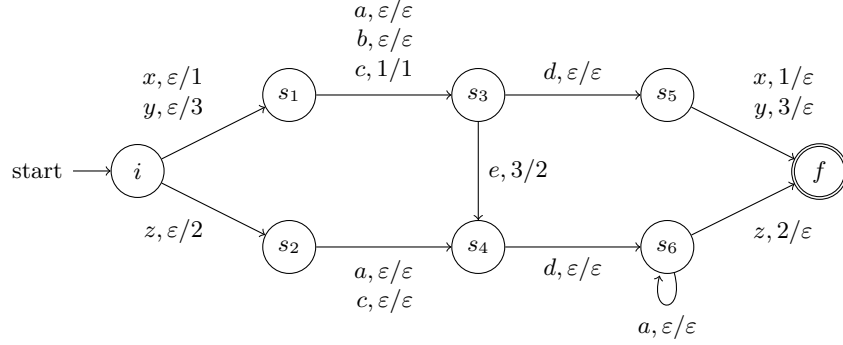 a, ε/ε
b, ε/ε
c, 1/1
x, ε/1
y, ε/3
s₁
s₃
d, ε/ε
s₅
x, 1/ε
y, 3/ε
start
i
e, 3/2
f
z, ε/2
s₂
a, ε/ε
c, ε/ε
s₄
d, ε/ε
s₆
z, 2/ε
a, ε/ε